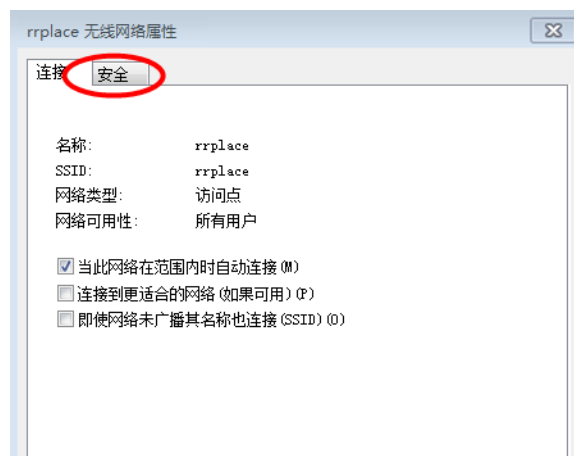 rrplace 无线网络属性
连接 安全
名称: rrplace
SSID: rrplace
网络类型: 访问点
网络可用性: 所有用户
当此网络在范围内时自动连接(M)
连接到更适合的网络(如果可用)(P)
即使网络未广播其名称也连接(SSID)(O)